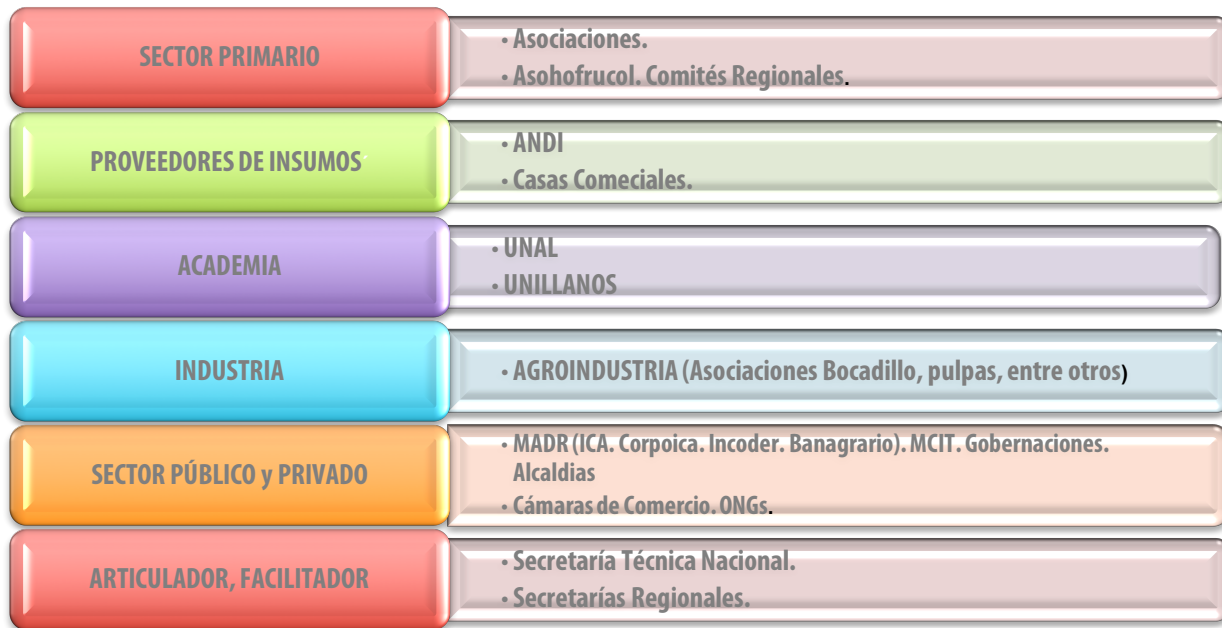 SECTOR PRIMARIO
• Asociaciones.
• Asohofrucol. Comités Regionales.
PROVEEDORES DE INSUMOS
• ANDI
• Casas Comeciales.
ACADEMIA
• UNAL
• UNILLANOS
INDUSTRIA
• AGROINDUSTRIA (Asociaciones Bocadillo, pulpas, entre otros)
SECTOR PÚBLICO y PRIVADO
• MADR (ICA. Corpoica. Incoder. Banagrario). MCIT. Gobernaciones.
Alcaldias
• Cámaras de Comercio. ONGs.
ARTICULADOR, FACILITADOR
• Secretaría Técnica Nacional.
• Secretarías Regionales.